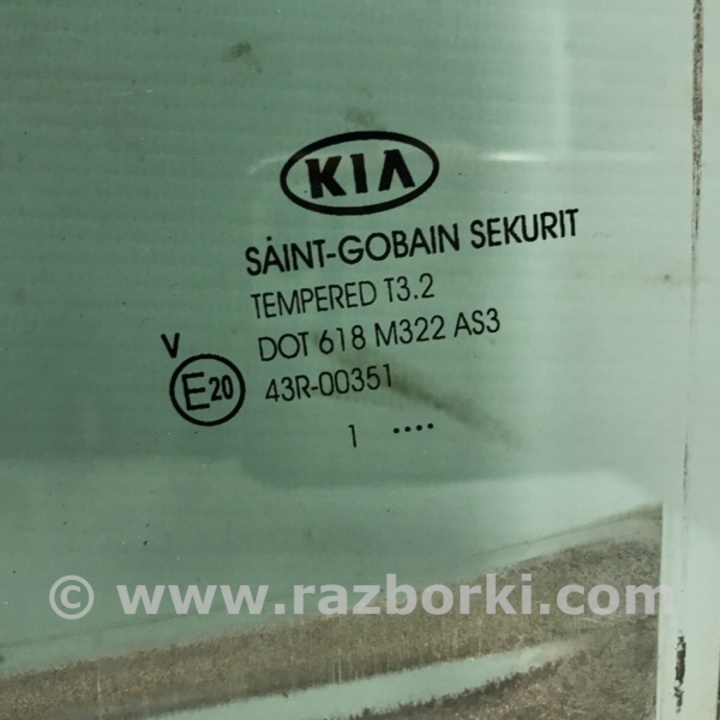 KIA
SAINT-GOBAIN SEKURIT
TEMPERED T3.2
DOT 618 M322 AS3
V
E20 43R-00351
1 ....
© www.razborki.com